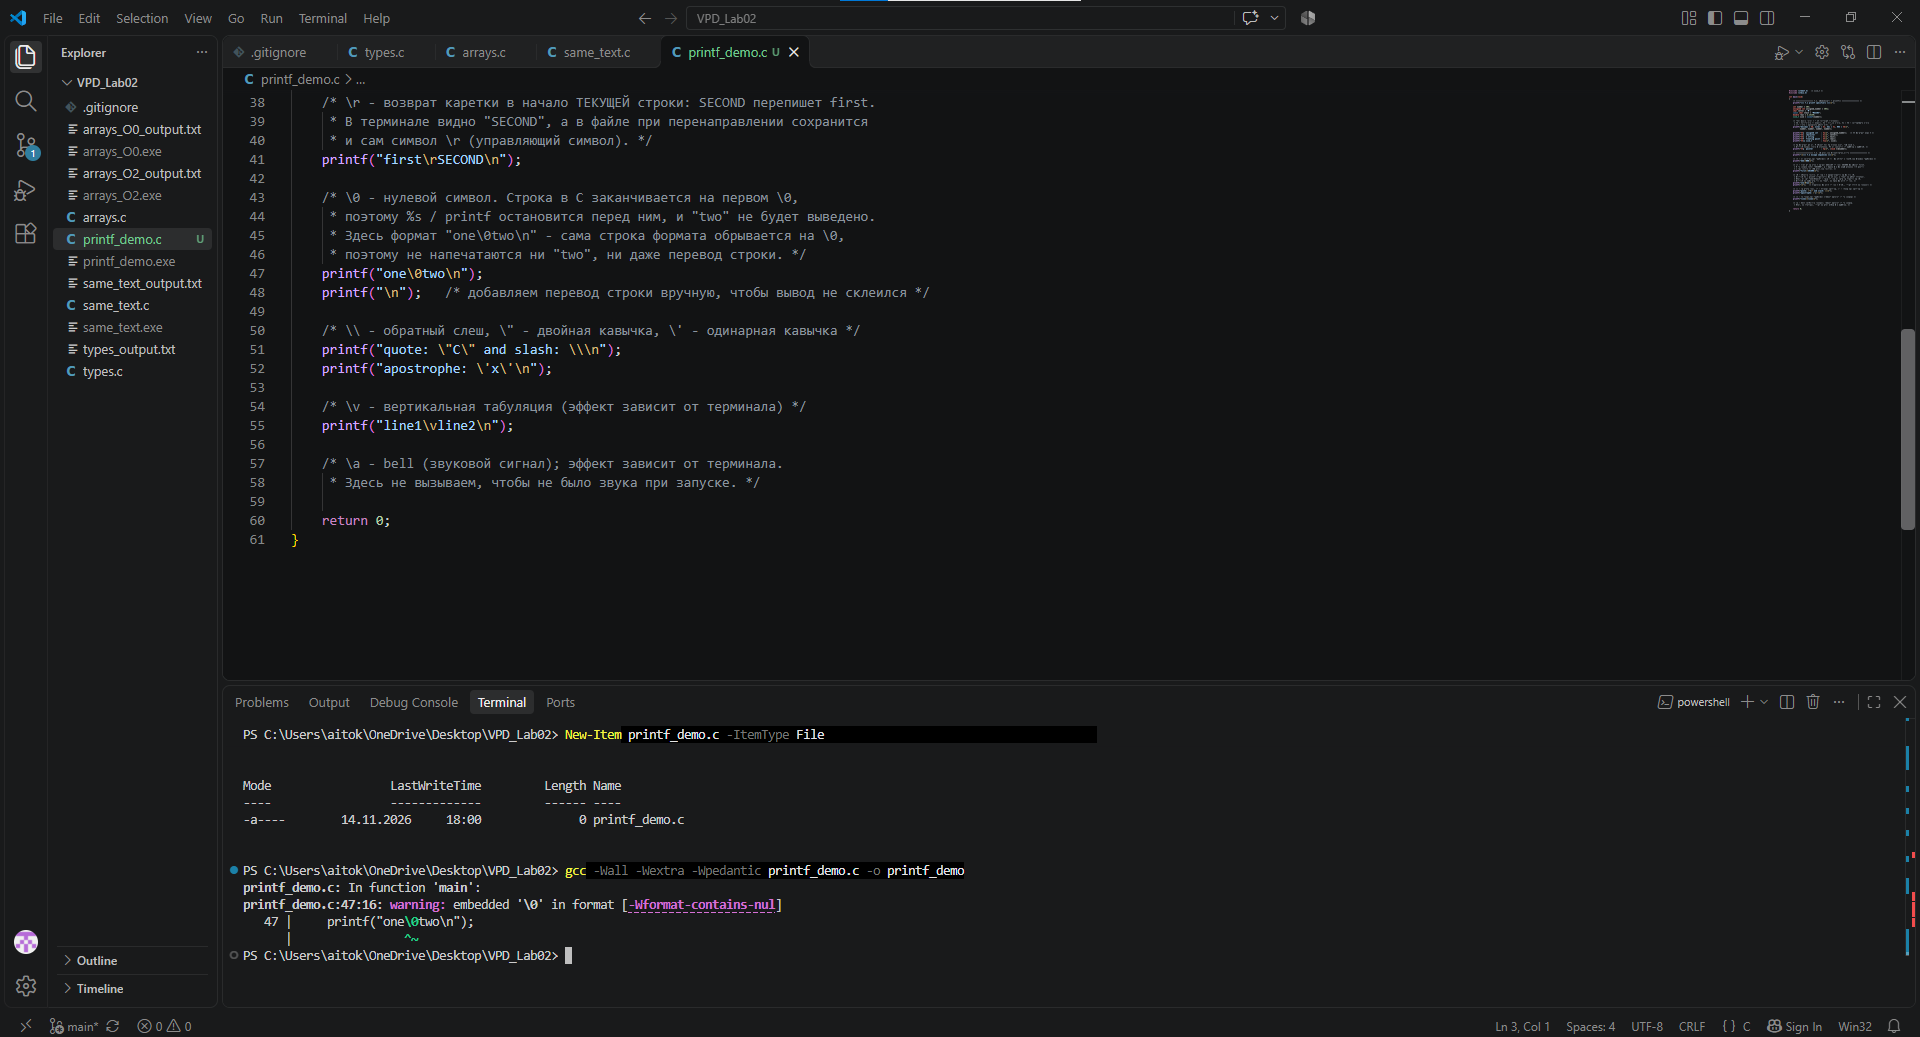 File Edit Selection View Go Run Terminal Help
VPD_Lab02
Explorer
VPD_Lab02
.gitignore
arrays_O0_output.txt
arrays_O0.exe
arrays_O2_output.txt
arrays_O2.exe
arrays.c
printf_demo.c U
printf_demo.exe
same_text_output.txt
same_text.c
same_text.exe
types_output.txt
types.c
Outline
Timeline
1
.gitignore
types.c
arrays.c
same_text.c
printf_demo.c U
printf_demo.c > ...
38 /* \r - возврат каретки в начало ТЕКУЩЕЙ строки: SECOND перепишет first.
39 * В терминале видно "SECOND", а в файле при перенаправлении сохранится
40 * и сам символ \r (управляющий символ). */
41 printf("first\rSECOND\n");
42
43 /* \0 - нулевой символ. Строка в C заканчивается на первом \0,
44 * поэтому %s / printf остановится перед ним, и "two" не будет выведено.
45 * Здесь формат "one\0two\n" - сама строка формата обрывается на \0,
46 * поэтому не напечатаются ни "two", ни даже перевод строки. */
47 printf("one\0two\n");
48 printf("\n"); /* добавляем перевод строки вручную, чтобы вывод не склеился */
49
50 /* \\ - обратный слеш, \" - двойная кавычка, \' - одинарная кавычка */
51 printf("quote: \"C\" and slash: \\\n");
52 printf("apostrophe: \'x\'\n");
53
54 /* \v - вертикальная табуляция (эффект зависит от терминала) */
55 printf("line1\vline2\n");
56
57 /* \a - bell (звуковой сигнал); эффект зависит от терминала.
58 * Здесь не вызываем, чтобы не было звука при запуске. */
59
60 return 0;
61 }
Problems Output Debug Console Terminal Ports
powershell
PS C:\Users\aitok\OneDrive\Desktop\VPD_Lab02> New-Item printf_demo.c -ItemType File
Mode LastWriteTime Length Name
---- ------------- ------ ----
-a---- 14.11.2026 18:00 0 printf_demo.c
PS C:\Users\aitok\OneDrive\Desktop\VPD_Lab02> gcc -Wall -Wextra -Wpedantic printf_demo.c -o printf_demo
printf_demo.c: In function 'main':
printf_demo.c:47:16: warning: embedded '\0' in format [-Wformat-contains-nul]
47 | printf("one\0two\n");
| ^~
PS C:\Users\aitok\OneDrive\Desktop\VPD_Lab02>
main* 0 0
Ln 3, Col 1 Spaces: 4 UTF-8 CRLF { } C Sign In Win32